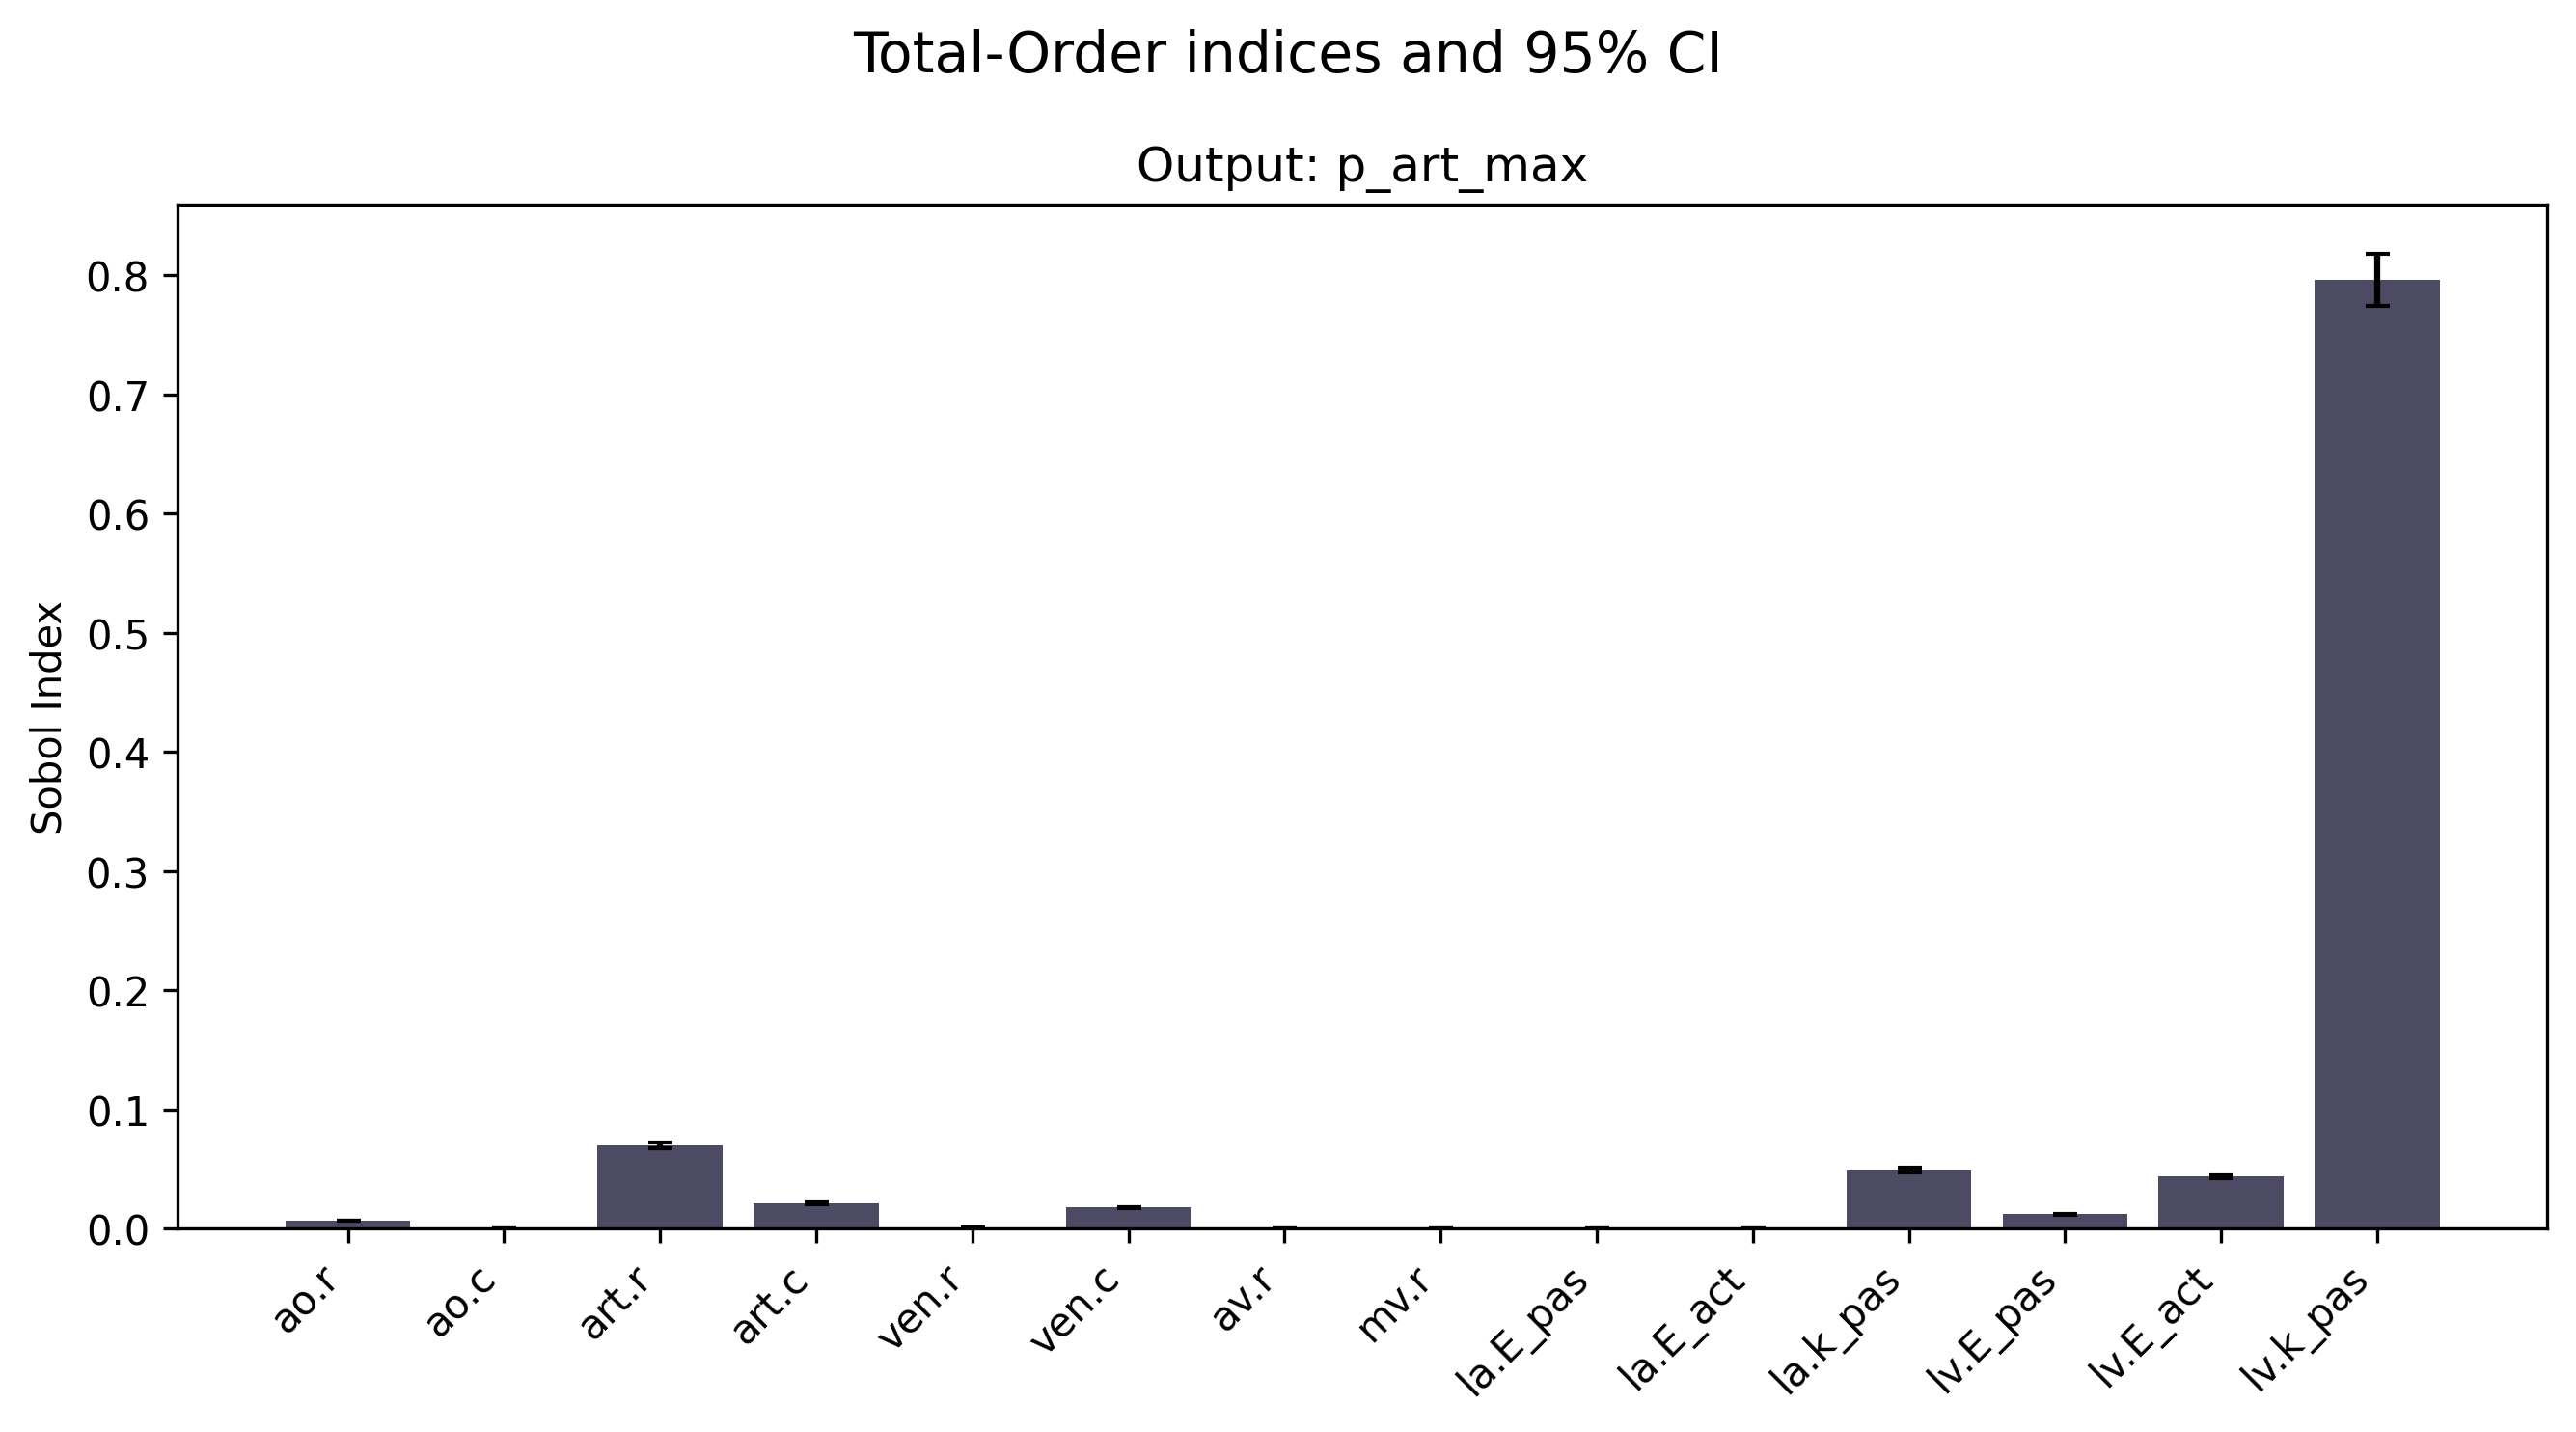 Total-Order indices and 95% CI
Output: p_art_max
Sobol Index
0.8
0.7
0.6
0.5
0.4
0.3
0.2
0.1
0.0
ao.r
ao.c
art.r
art.c
ven.r
ven.c
av.r
mv.r
la.E_pas
la.E_act
la.k_pas
lv.E_pas
lv.E_act
lv.k_pas